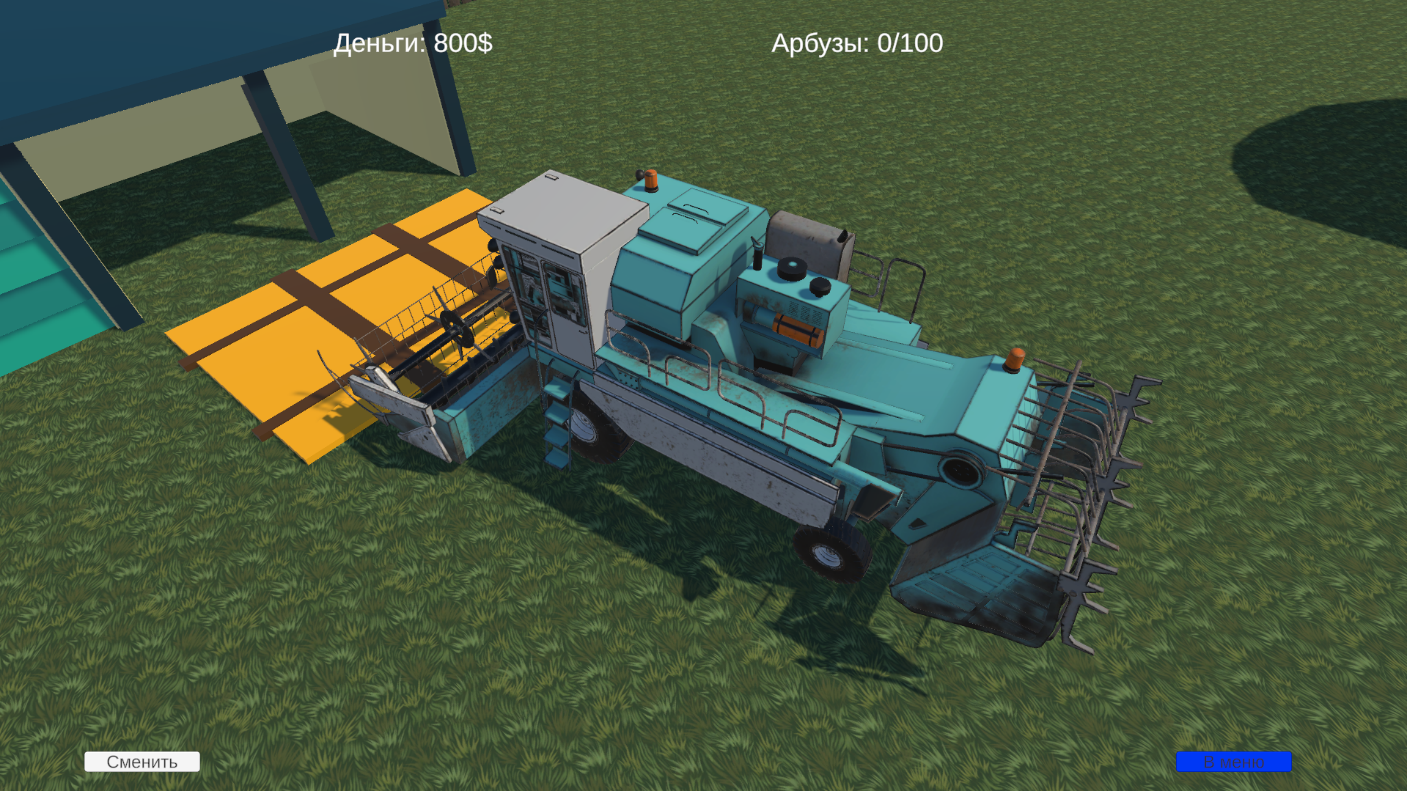 Деньги: 800$
Арбузы: 0/100
Сменить
В меню